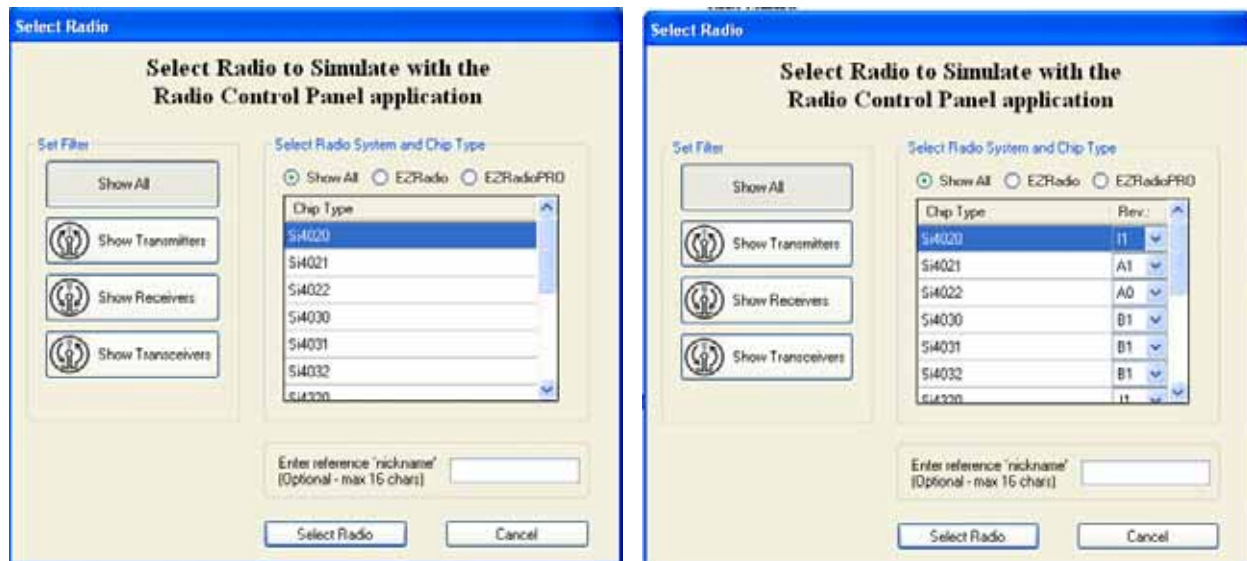 Select Radio
Select Radio to Simulate with the
Radio Control Panel application
Set Filter
Show All
Show Transmitters
Show Receivers
Show Transceivers
Select Radio System and Chip Type
Show All EZRadio EZRadioPRO
Chip Type
Si4020
Si4021
Si4022
Si4030
Si4031
Si4032
Si4320
Enter reference 'nickname'
(Optional - max 16 chars)
Select Radio Cancel
Select Radio
Select Radio to Simulate with the
Radio Control Panel application
Set Filter
Show All
Show Transmitters
Show Receivers
Show Transceivers
Select Radio System and Chip Type
Show All EZRadio EZRadioPRO
Chip Type Rev.:
Si4020 I1
Si4021 A1
Si4022 A0
Si4030 B1
Si4031 B1
Si4032 B1
Si4320 J1
Enter reference 'nickname'
(Optional - max 16 chars)
Select Radio Cancel